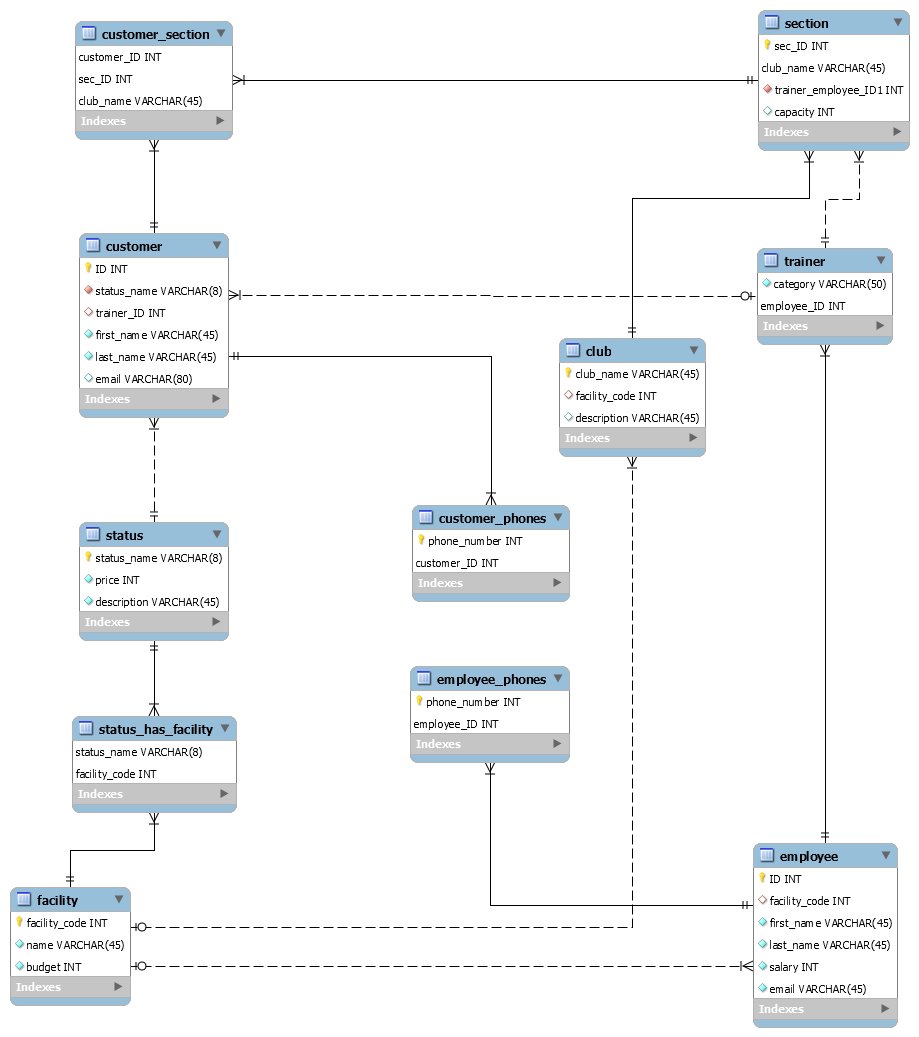 customer_section
customer_ID INT
sec_ID INT
club_name VARCHAR(45)
Indexes
section
sec_ID INT
club_name VARCHAR(45)
trainer_employee_ID1 INT
capacity INT
Indexes
customer
ID INT
status_name VARCHAR(8)
trainer_ID INT
first_name VARCHAR(45)
last_name VARCHAR(45)
email VARCHAR(80)
Indexes
trainer
category VARCHAR(50)
employee_ID INT
Indexes
club
club_name VARCHAR(45)
facility_code INT
description VARCHAR(45)
Indexes
customer_phones
phone_number INT
customer_ID INT
Indexes
status
status_name VARCHAR(8)
price INT
description VARCHAR(45)
Indexes
employee_phones
phone_number INT
employee_ID INT
Indexes
status_has_facility
status_name VARCHAR(8)
facility_code INT
Indexes
facility
facility_code INT
name VARCHAR(45)
budget INT
Indexes
employee
ID INT
facility_code INT
first_name VARCHAR(45)
last_name VARCHAR(45)
salary INT
email VARCHAR(45)
Indexes